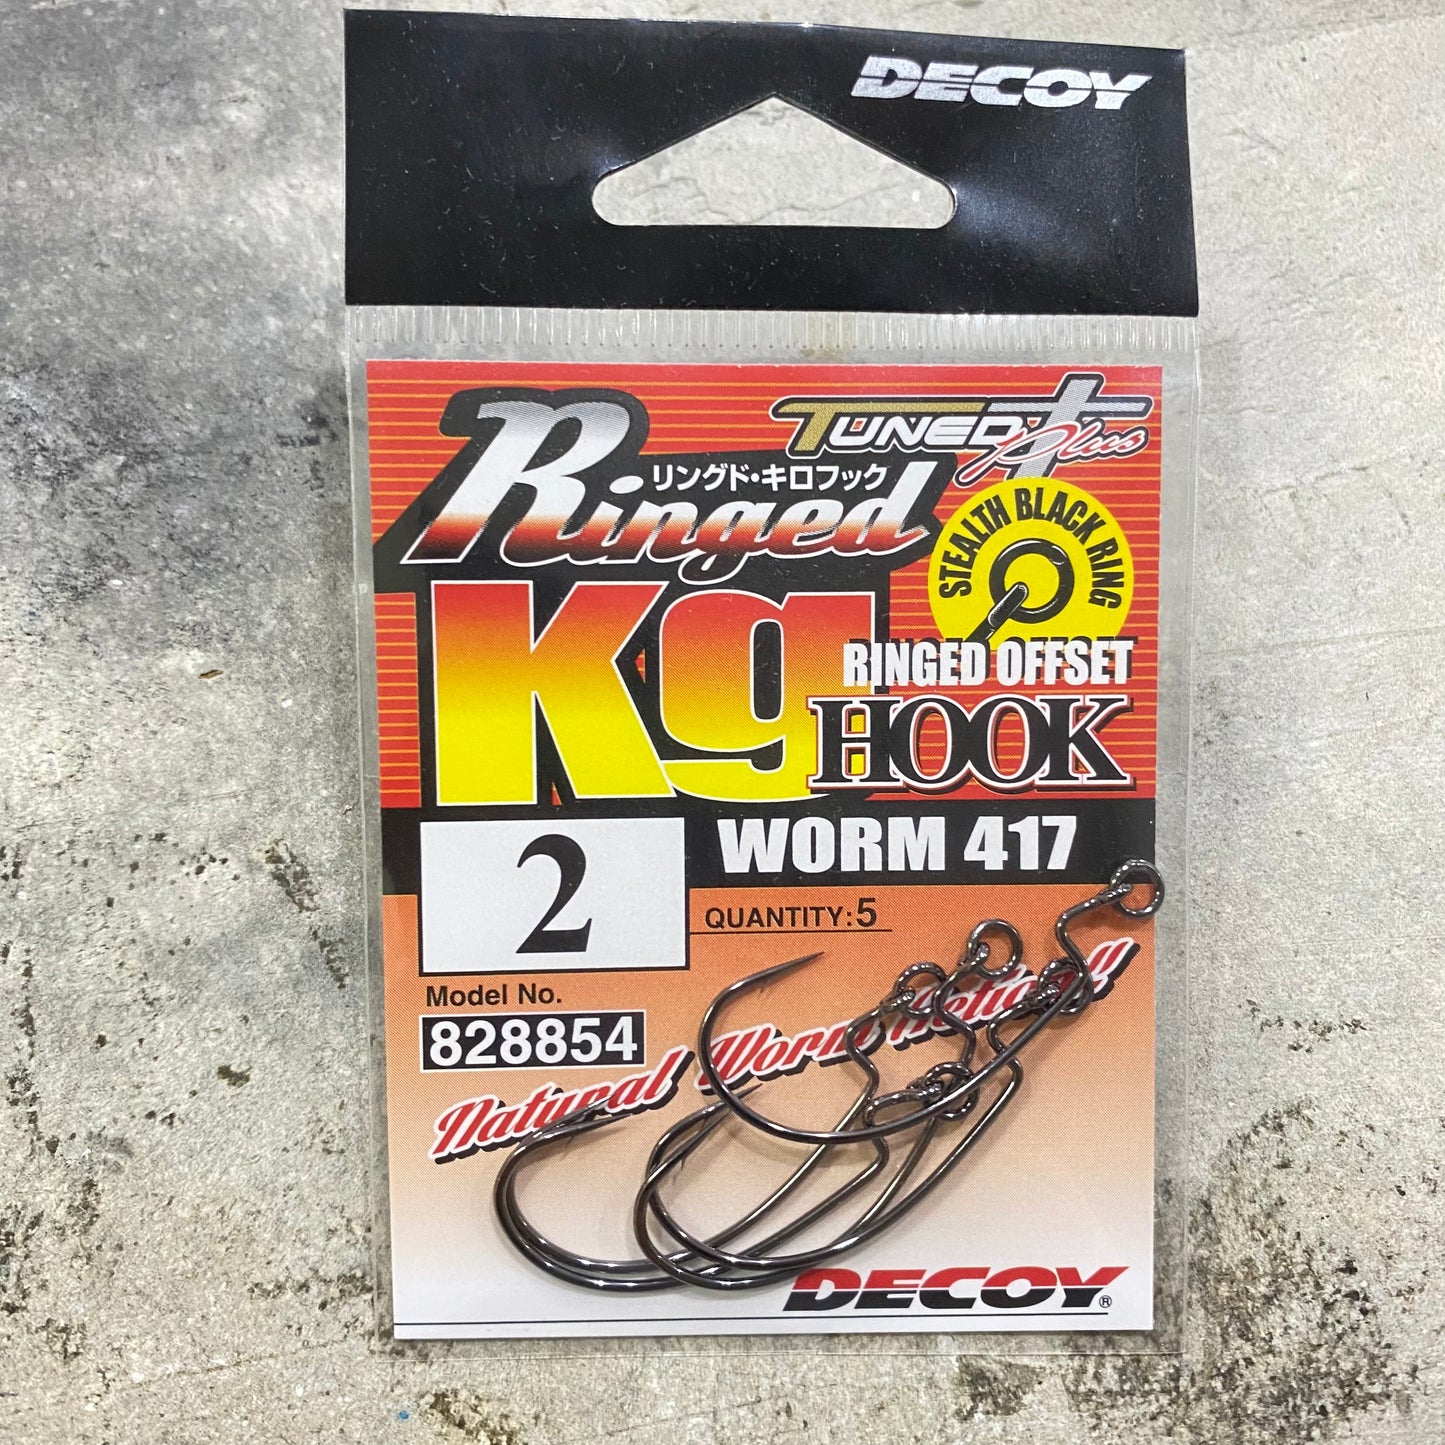 DECOY
TUNED Plus
リングド・キロフック
Ringed
STEALTH BLACK RING
Kg
RINGED OFFSET
HOOK
WORM 417
2
QUANTITY:5
Model No.
828854
Natural Worm Action!!
DECOY®